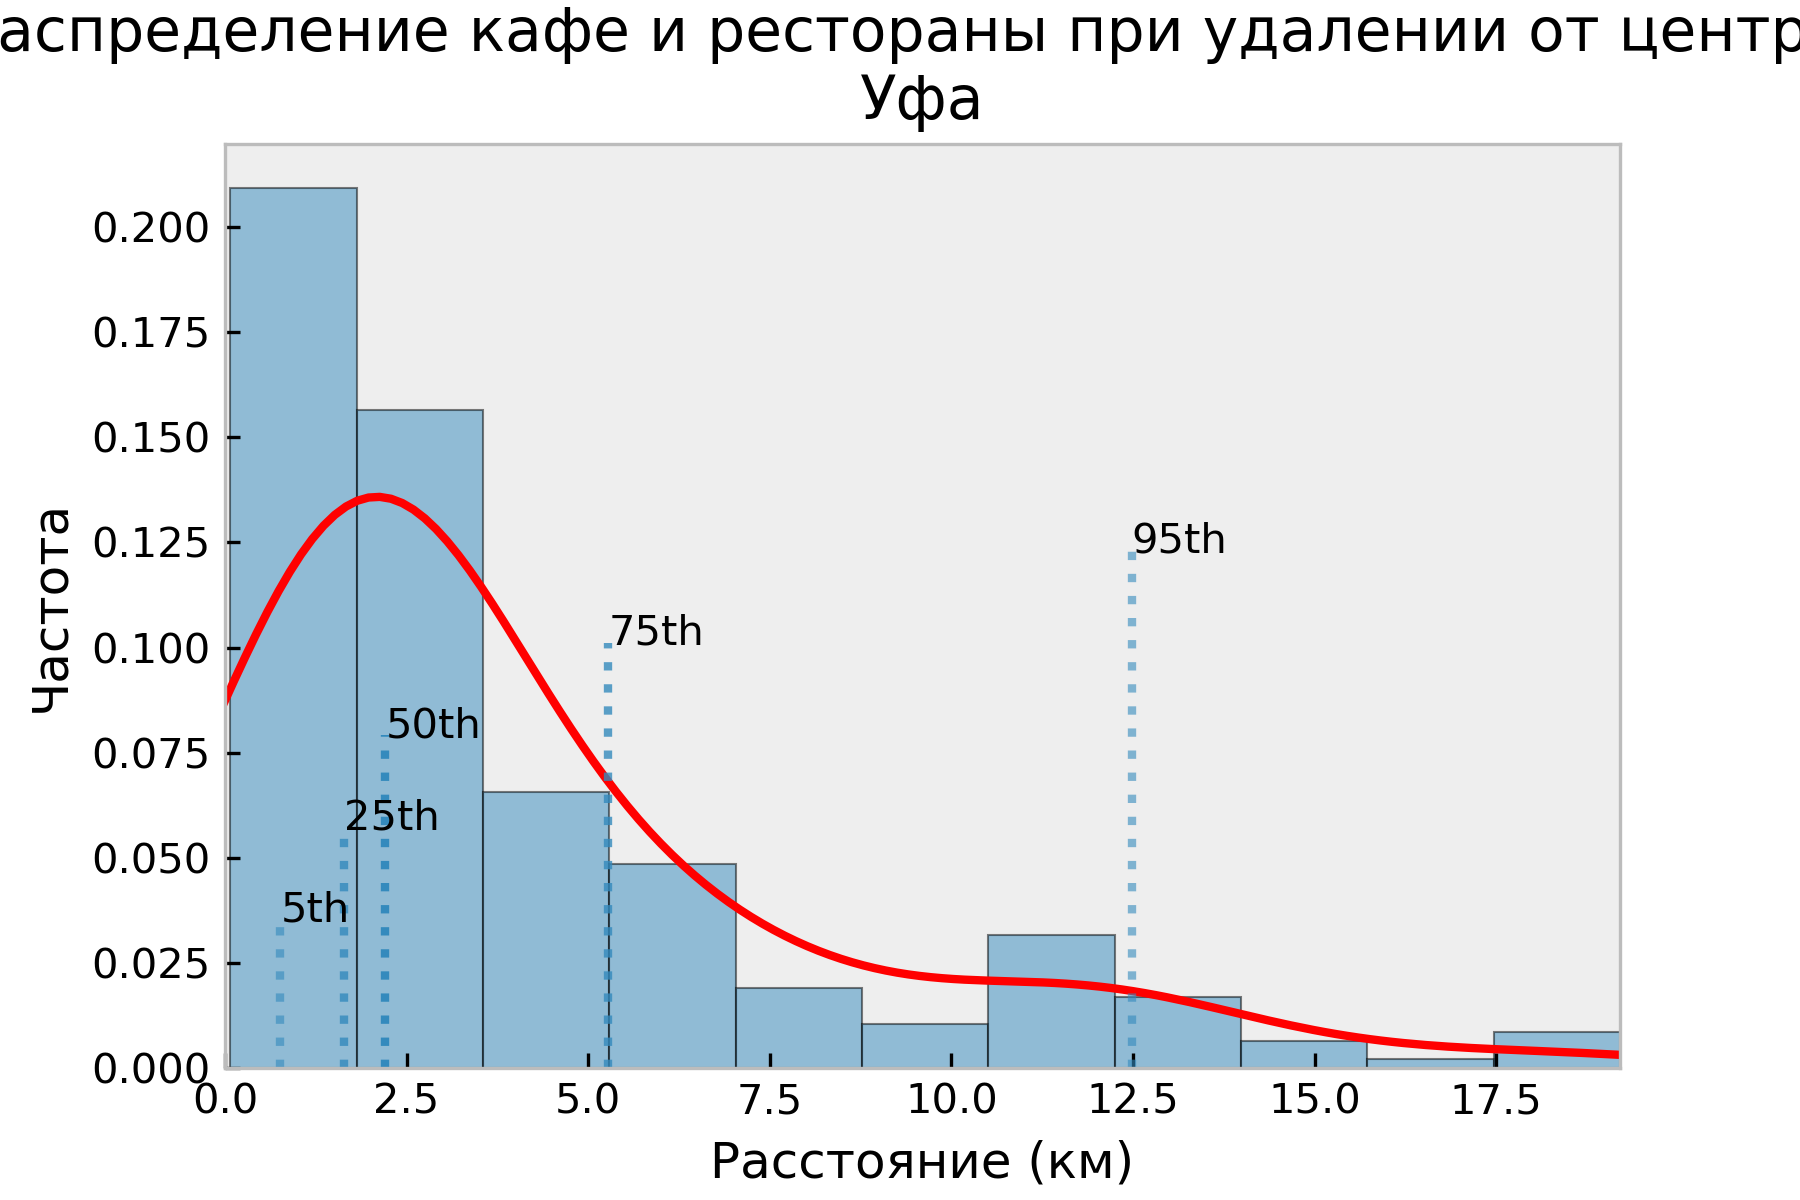 аспределение кафе и рестораны при удалении от центр
Уфа
0.200
0.175
0.150
0.125
0.100
0.075
0.050
0.025
0.000
Частота
95th
75th
50th
25th
5th
0.0 2.5 5.0 7.5 10.0 12.5 15.0 17.5
Расстояние (км)